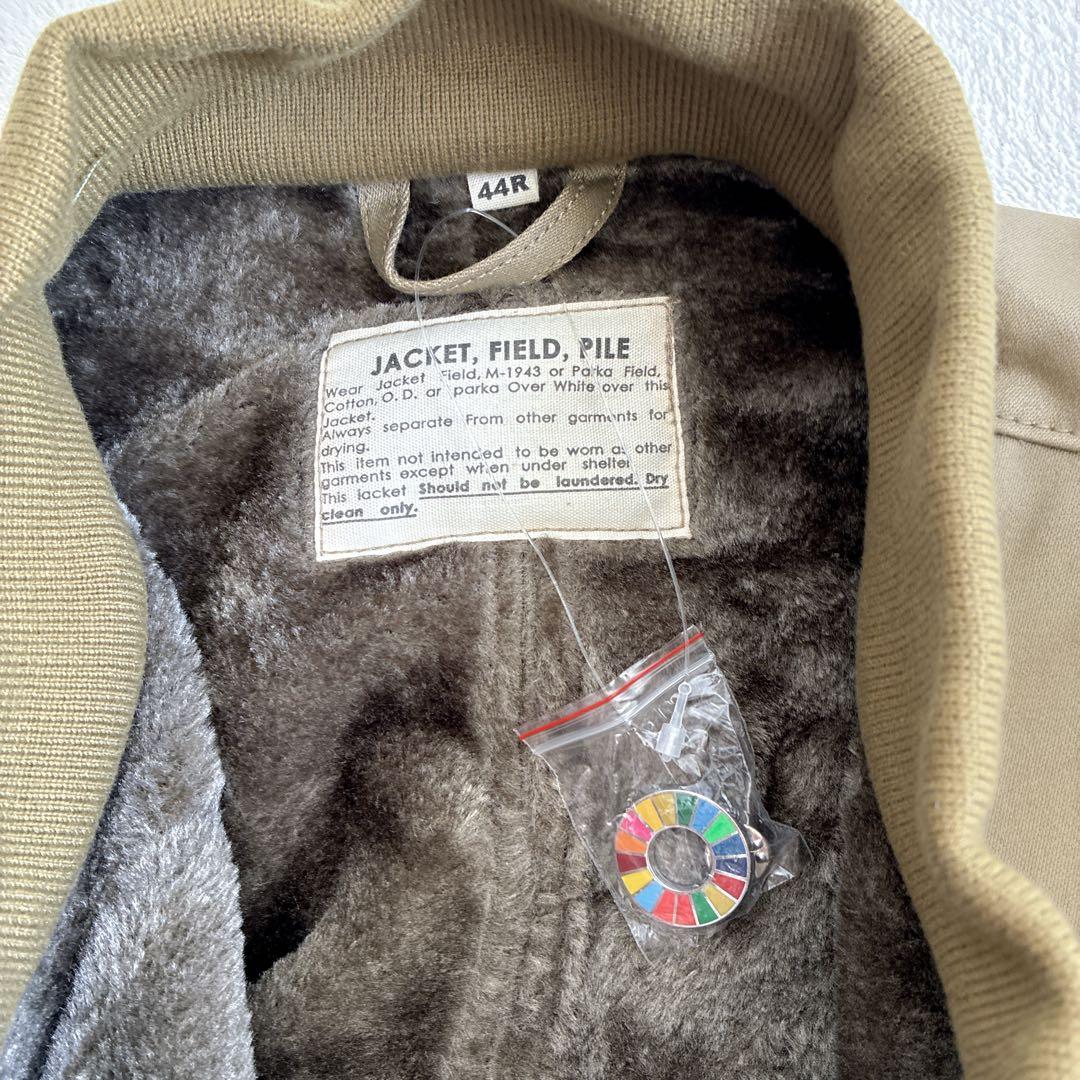 44R
JACKET, FIELD, PILE
Wear Jacket Field, M-1943 or Parka Field,
Cotton, O.D. ar parka Over White over this
Jacket.
Always separate From other garments for
drying.
This item not intended to be worn as other
garments except when under shelter
This jacket Should not be laundered. Dry
clean only.